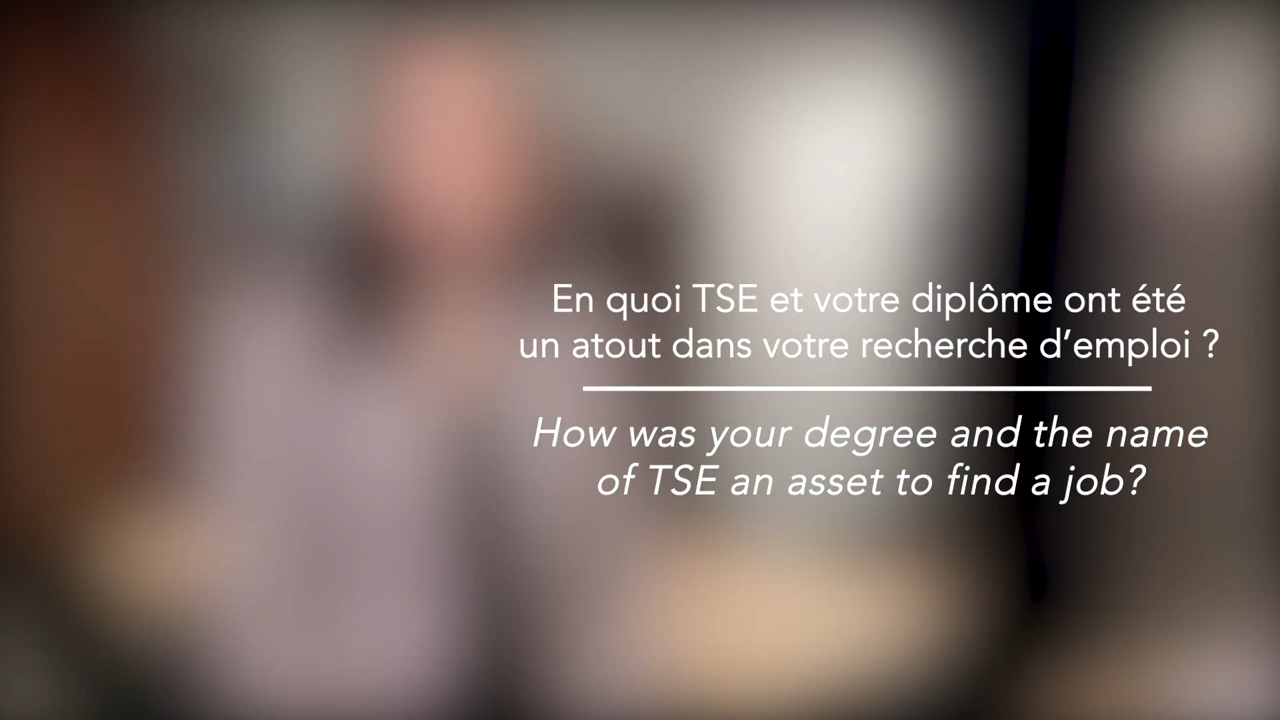 En quoi TSE et votre diplôme ont été
un atout dans votre recherche d’emploi ?
How was your degree and the name
of TSE an asset to find a job?